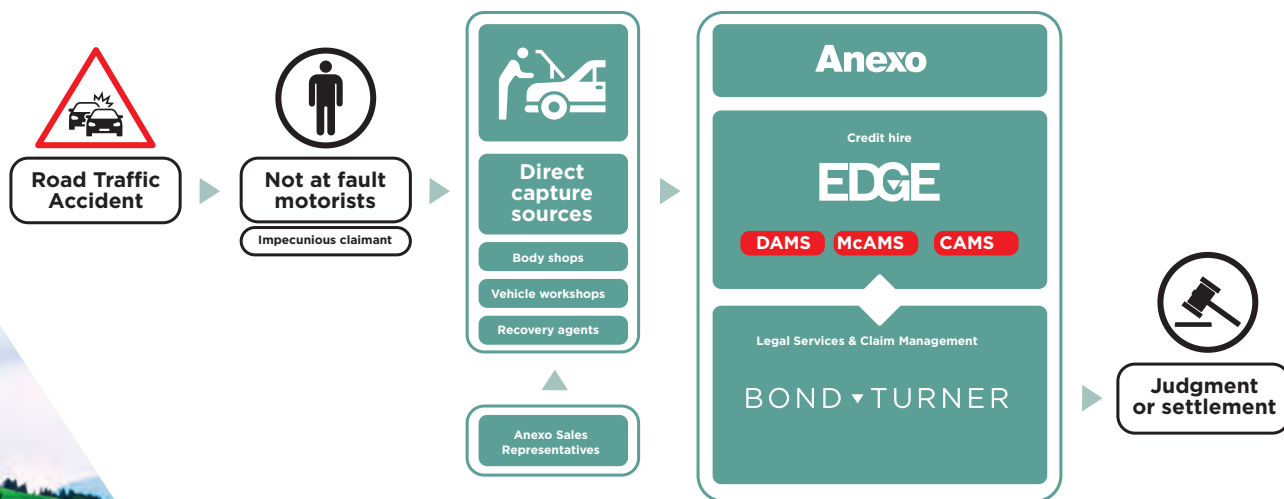 Road Traffic
Accident
Not at fault
motorists
Impecunious claimant
Direct
capture
sources
Body shops
Vehicle workshops
Recovery agents
Anexo Sales
Representatives
Anexo
Credit hire
EDGE
DAMS McAMS CAMS
Legal Services & Claim Management
BOND TURNER
Judgment
or settlement